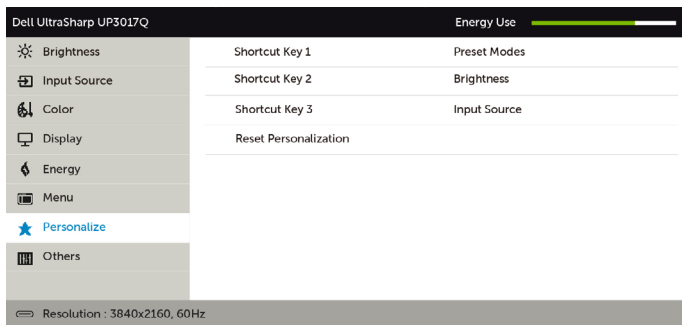 Dell UltraSharp UP3017Q Energy Use
Brightness Shortcut Key 1 Preset Modes
Input Source Shortcut Key 2 Brightness
Color Shortcut Key 3 Input Source
Display Reset Personalization
Energy
Menu
Personalize
Others
Resolution : 3840x2160, 60Hz